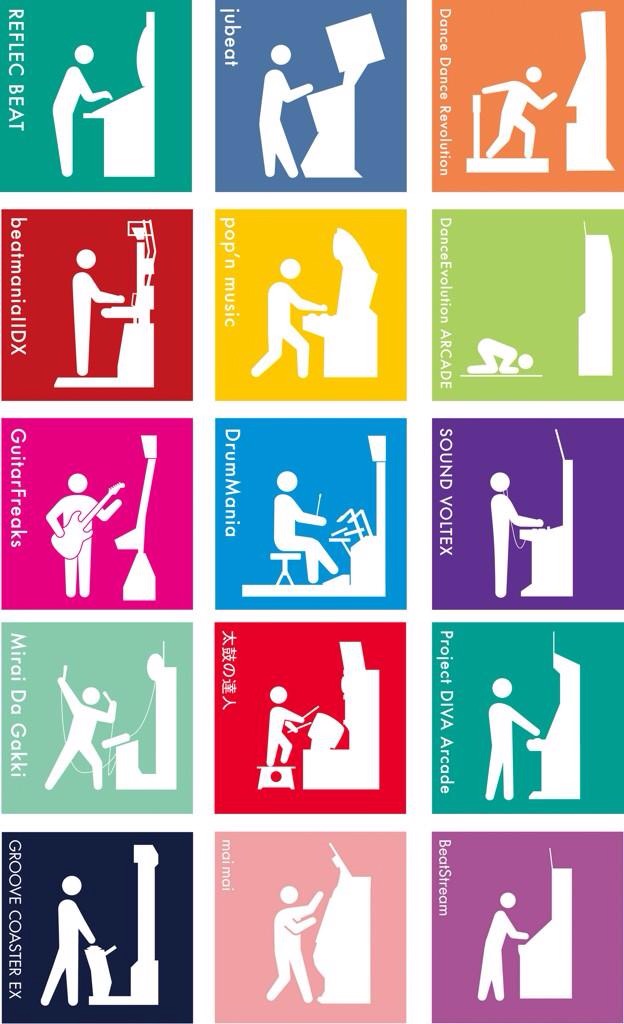 REFLEC BEAT
jubeat
Dance Dance Revolution
beatmaniaIIDX
pop'n music
DanceEvolution ARCADE
GuitarFreaks
DrumMania
SOUND VOLTEX
Mirai Da Gakki
太鼓の達人
Project DIVA Arcade
GROOVE COASTER EX
maimai
BeatStream